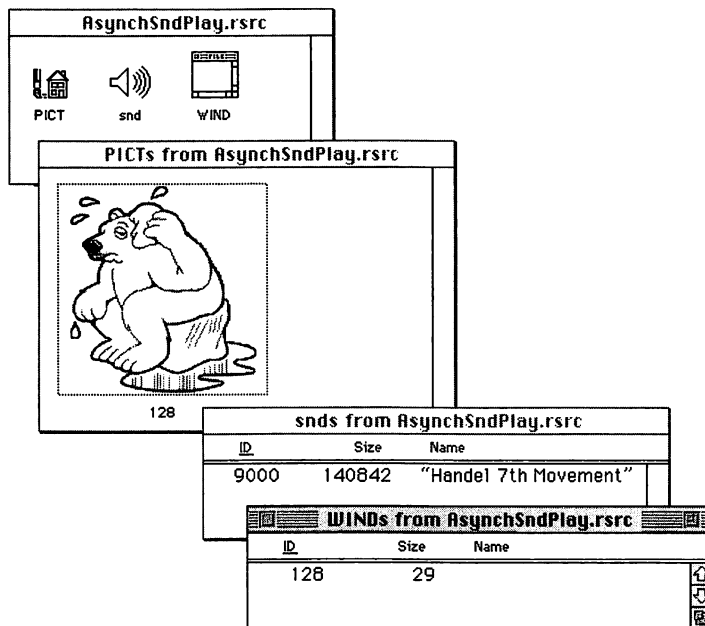 AsynchSndPlay.rsrc
PICT snd WIND
PICTs from AsynchSndPlay.rsrc
128
snds from AsynchSndPlay.rsrc
ID Size Name
9000 140842 “Handel 7th Movement”
WINDs from AsynchSndPlay.rsrc
ID Size Name
128 29